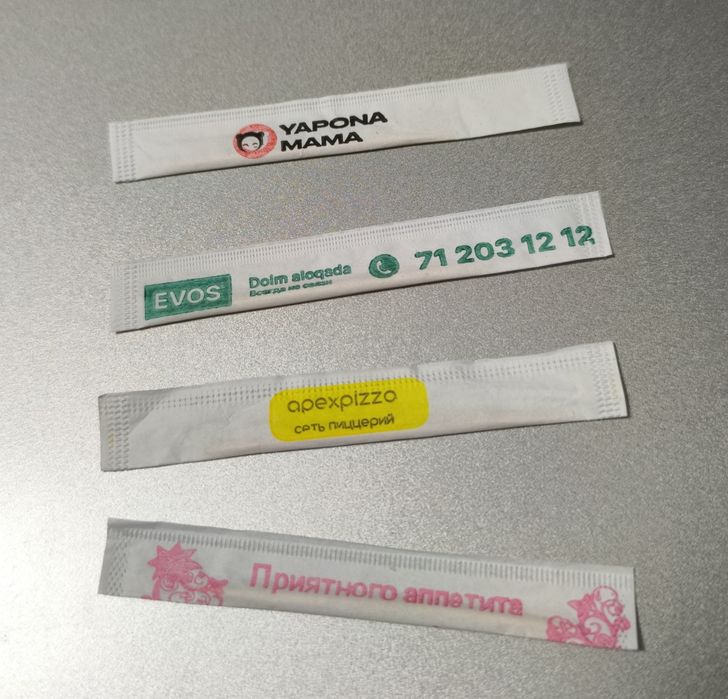 YAPONA
MAMA
EVOS
Doim aloqada
Всегда на связи
71 203 12 12
apexpizza
сеть пиццерий
Приятного аппетита